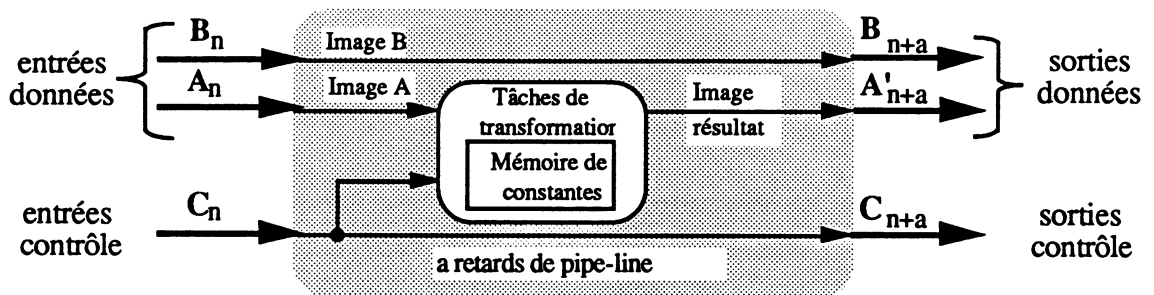 entrées
données
B n
A n
Image B
Image A
Tâches de
transformatior
Mémoire de
constantes
Image
résultat
B n+a
A' n+a
sorties
données
entrées
contrôle
C n
C n+a
sorties
contrôle
a retards de pipe-line